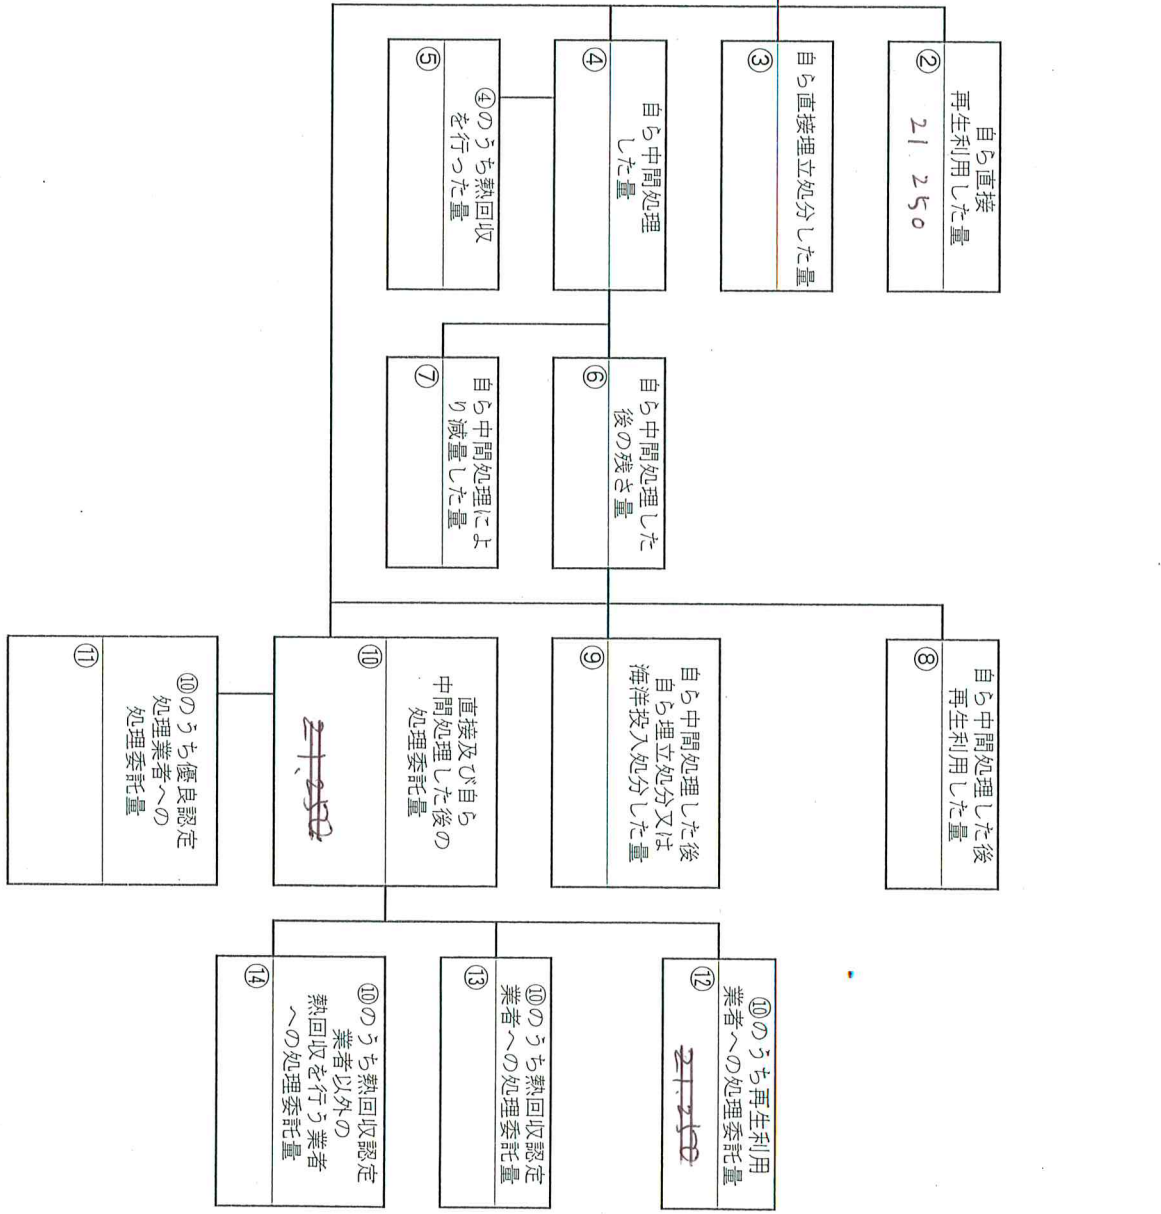 自ら直接
再生利用した量
②
21.250
自ら直接埋立処分した量
③
自ら中間処理
した量
④
④のうち熱回収
を行った量
⑤
自ら中間処理した
後の残さ量
⑥
自ら中間処理によ
り減量した量
⑦
自ら中間処理した後
再生利用した量
⑧
自ら中間処理した後
自ら埋立処分又は
海洋投入処分した量
⑨
直接及び自ら
中間処理した後の
処理委託量
⑩
21.250
⑩のうち優良認定
処理業者への
処理委託量
⑪
⑩のうち再生利用
業者への処理委託量
⑫
21.250
⑩のうち熱回収認定
業者への処理委託量
⑬
⑩のうち熱回収認定
業者以外の
熱回収を行う業者
への処理委託量
⑭